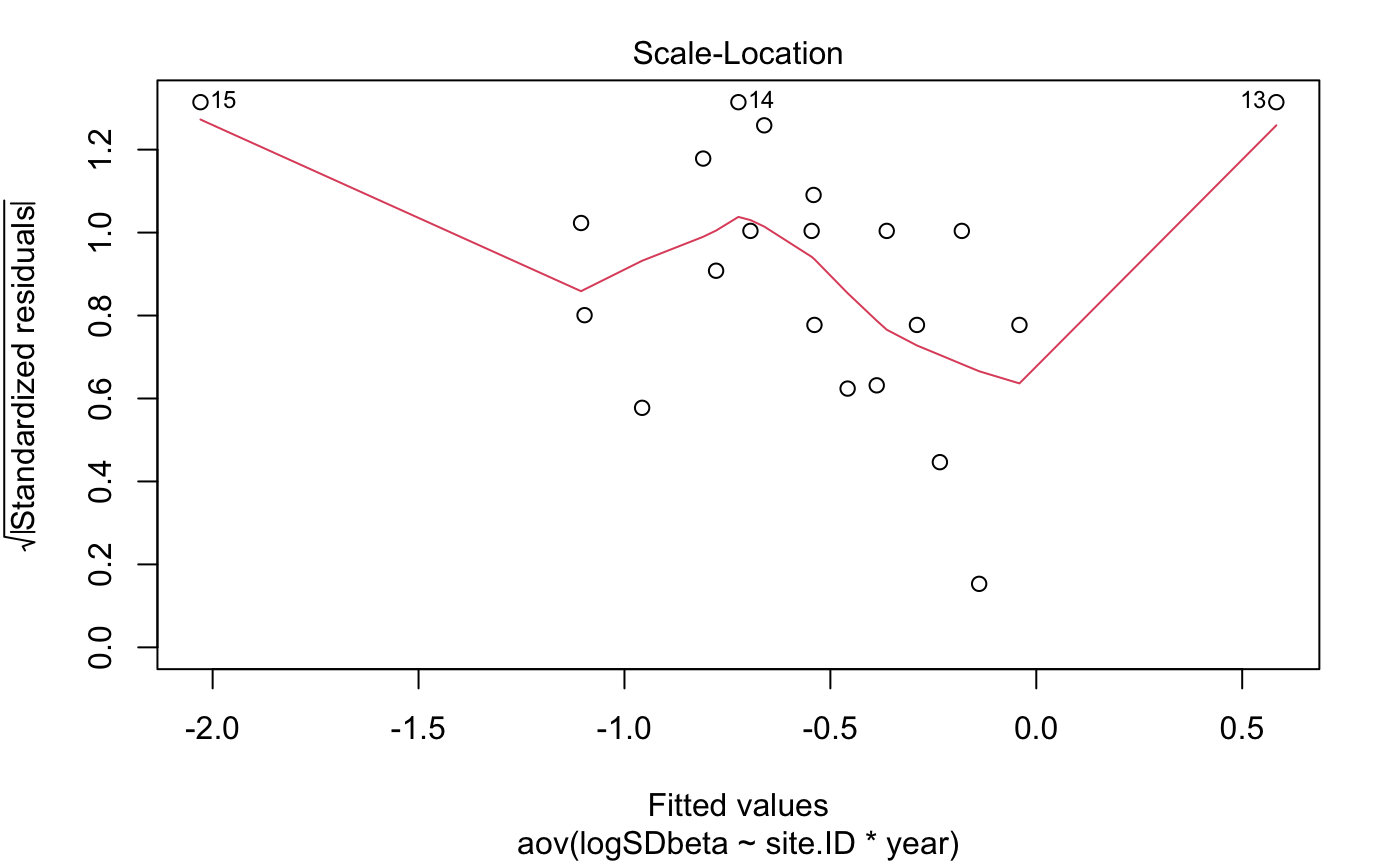 Scale-Location
√|Standardized residuals|
1.2
1.0
0.8
0.6
0.4
0.2
0.0
15
14
13
-2.0 -1.5 -1.0 -0.5 0.0 0.5
Fitted values
aov(logSDbeta ~ site.ID * year)